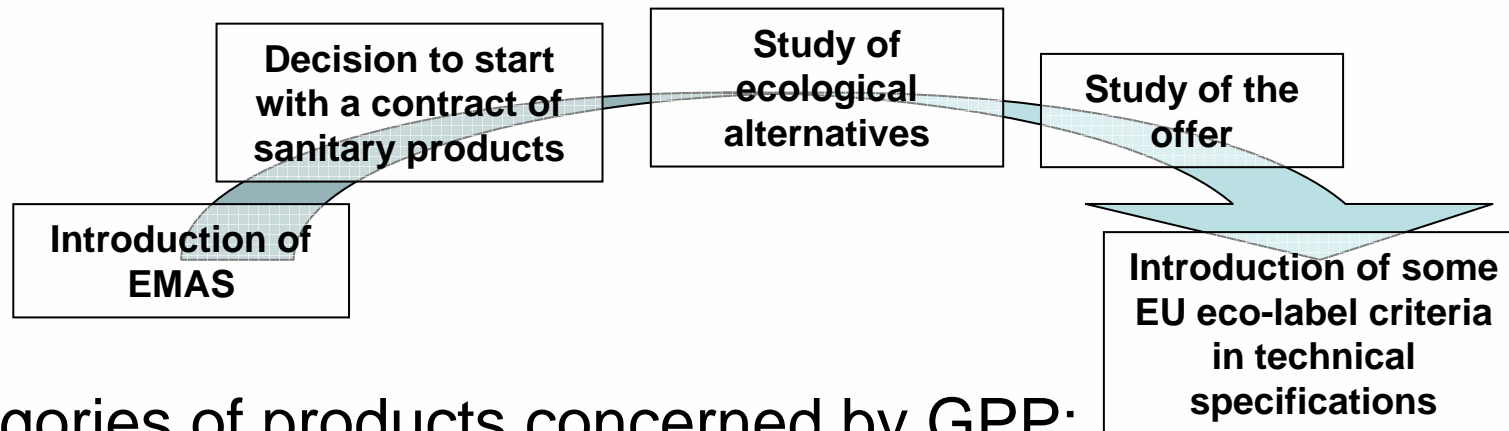 Introduction of
EMAS
Decision to start
with a contract of
sanitary products
Study of
ecological
alternatives
Study of the
offer
Introduction of some
EU eco-label criteria
in technical
specifications
of products concerned by GPP: